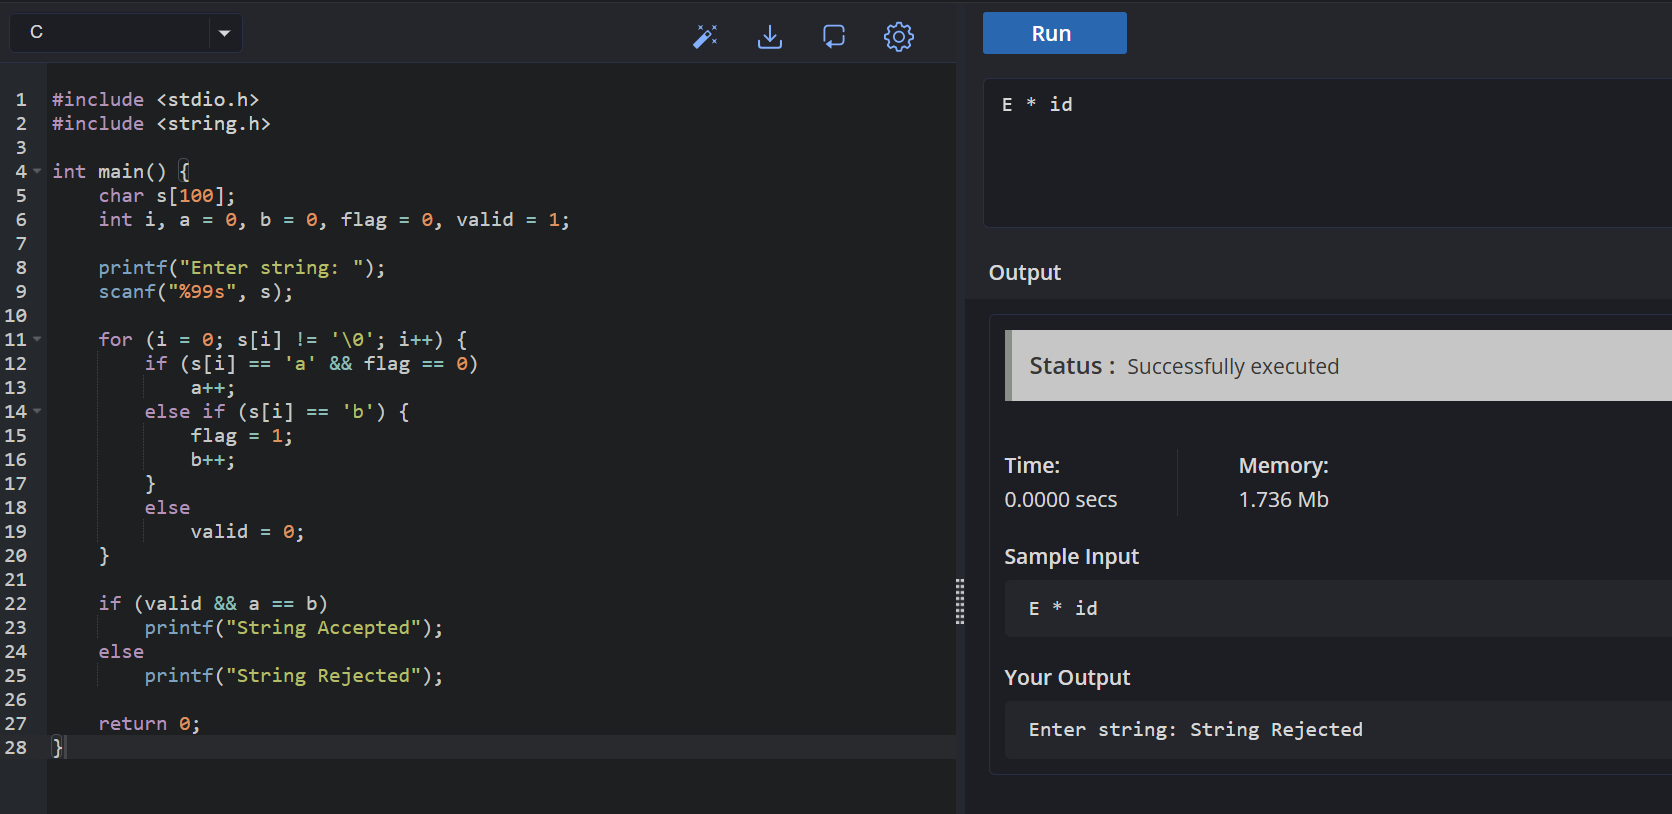 C
1 #include <stdio.h>
2 #include <string.h>
3
4 int main() {
5     char s[100];
6     int i, a = 0, b = 0, flag = 0, valid = 1;
7
8     printf("Enter string: ");
9     scanf("%99s", s);
10
11     for (i = 0; s[i] != '\0'; i++) {
12         if (s[i] == 'a' && flag == 0)
13             a++;
14         else if (s[i] == 'b') {
15             flag = 1;
16             b++;
17         }
18         else
19             valid = 0;
20     }
21
22     if (valid && a == b)
23         printf("String Accepted");
24     else
25         printf("String Rejected");
26
27     return 0;
28 }
Run
E * id
Output
Status : Successfully executed
Time: Memory:
0.0000 secs 1.736 Mb
Sample Input
E * id
Your Output
Enter string: String Rejected